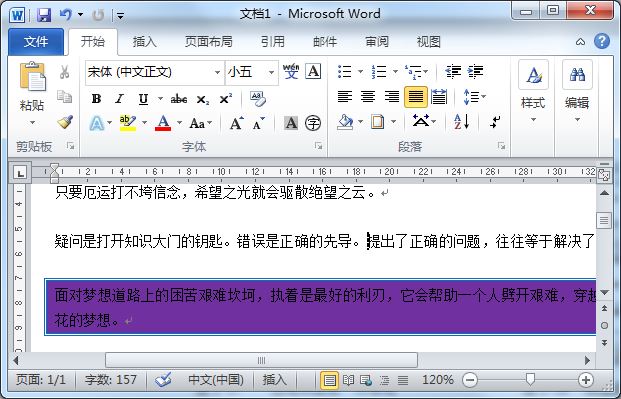 文档1 - Microsoft Word
文件 开始 插入 页面布局 引用 邮件 审阅 视图
粘贴 宋体 (中文正文) 小五 wén 文 A 样式 编辑
B I U abc X₂ X²
A ab A Aa A A A 字
剪贴板 字体 段落
只要厄运打不垮信念，希望之光就会驱散绝望之云。
疑问是打开知识大门的钥匙。错误是正确的先导。提出了正确的问题，往往等于解决了
面对梦想道路上的困苦艰难坎坷，执着是最好的利刃，它会帮助一个人劈开艰难，穿越
花的梦想。
页面: 1/1 字数: 157 中文(中国) 插入 120%